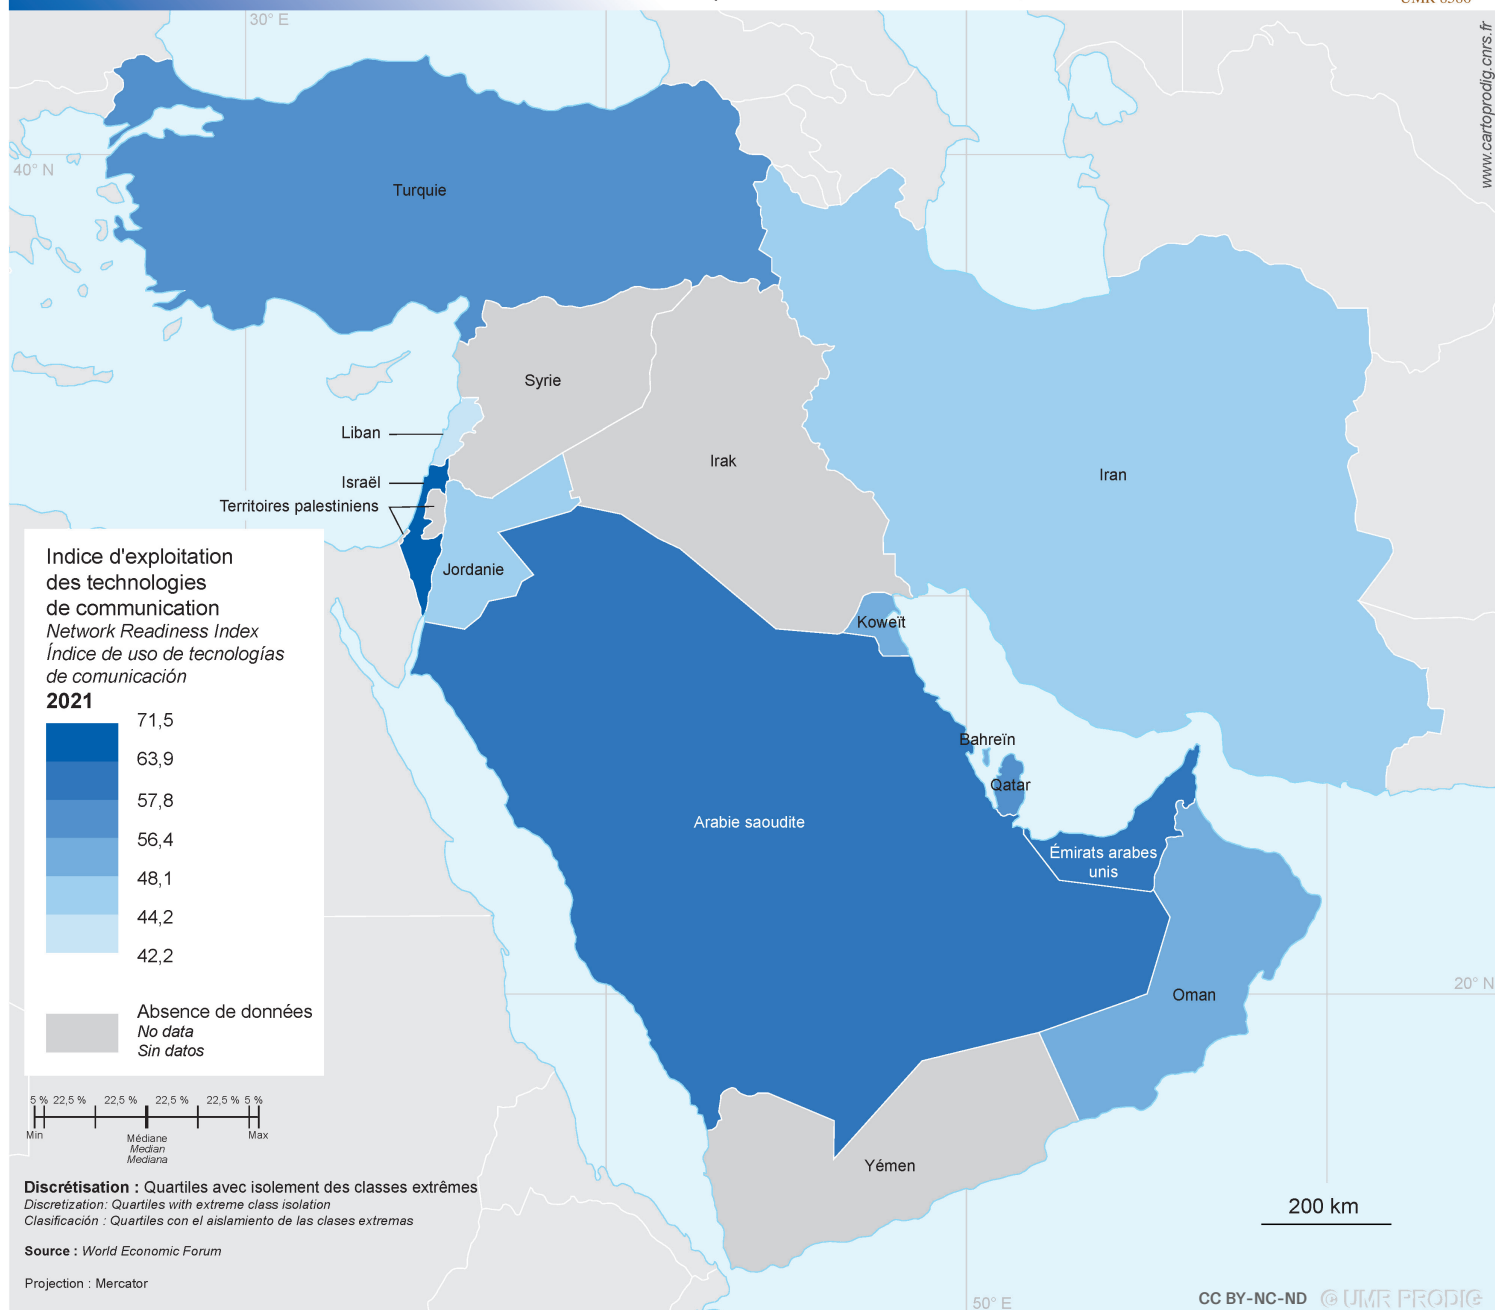 UMR 8586
30° E
www.cartoprodig.cnrs.fr
40° N
Turquie
Syrie
Liban
Irak
Iran
Israël
Territoires palestiniens
Jordanie
Koweït
Bahreïn
Qatar
Arabie saoudite
Émirats arabes
unis
Oman
20° N
Yémen
Indice d'exploitation
des technologies
de communication
Network Readiness Index
Índice de uso de tecnologías
de comunicación
2021
71,5
63,9
57,8
56,4
48,1
44,2
42,2
Absence de données
No data
Sin datos
5 % 22,5 % 22,5 % 22,5 % 22,5 % 5 %
Min Max
Médiane
Median
Mediana
Discrétisation : Quartiles avec isolement des classes extrêmes
Discretization: Quartiles with extreme class isolation
Clasificación : Quartiles con el aislamiento de las clases extremas
Source : World Economic Forum
Projection : Mercator
200 km
50° E
CC BY-NC-ND © UMR PRODIG